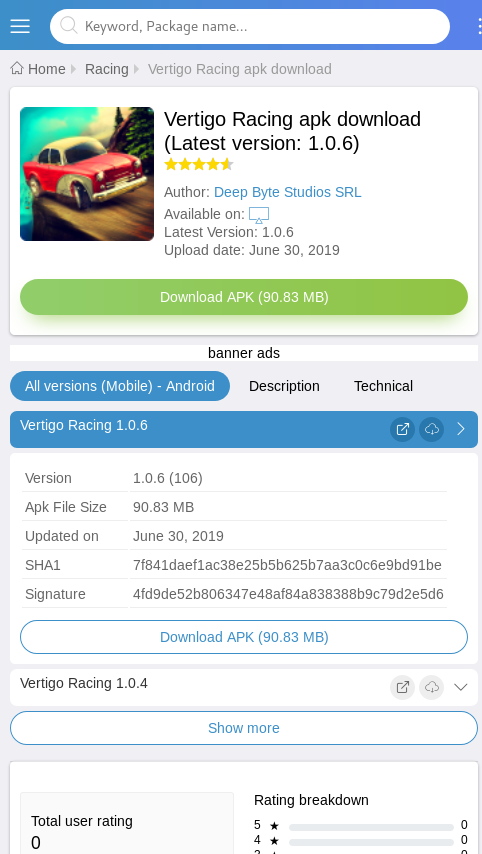 Keyword, Package name...
Home Racing Vertigo Racing apk download
Vertigo Racing apk download
(Latest version: 1.0.6)
Author: Deep Byte Studios SRL
Available on:
Latest Version: 1.0.6
Upload date: June 30, 2019
Download APK (90.83 MB)
banner ads
All versions (Mobile) - Android Description Technical
Vertigo Racing 1.0.6
Version 1.0.6 (106)
Apk File Size 90.83 MB
Updated on June 30, 2019
SHA1 7f841daef1ac38e25b5b625b7aa3c0c6e9bd91be
Signature 4fd9de52b806347e48af84a838388b9c79d2e5d6
Download APK (90.83 MB)
Vertigo Racing 1.0.4
Show more
Total user rating
0
Rating breakdown
5 ★ 0
4 ★ 0